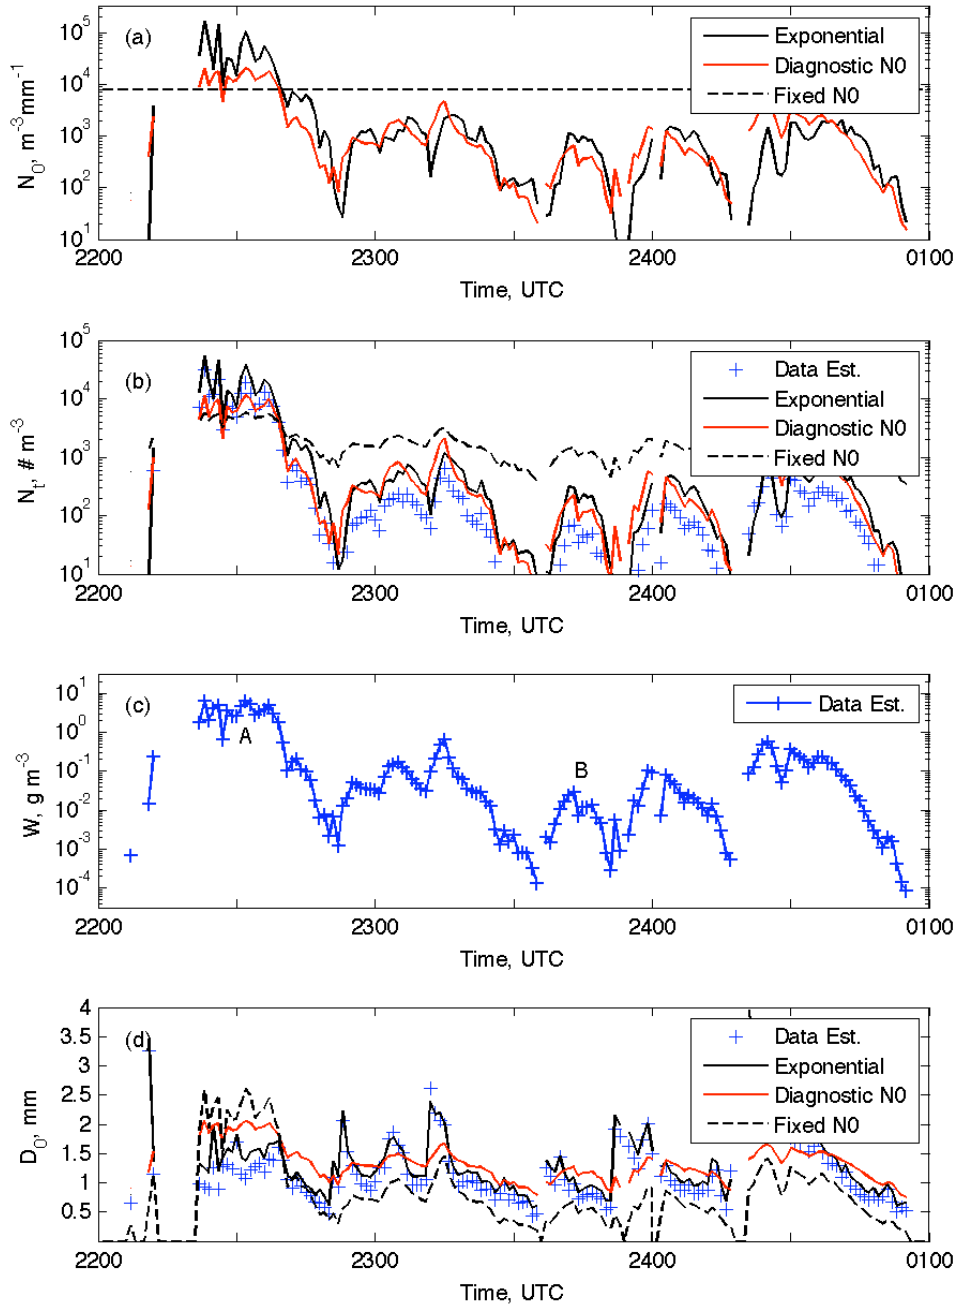 (a)
N0, m-3mm-1
10^5
10^4
10^3
10^2
10^1
Exponential
Diagnostic N0
Fixed N0
2200 2300 2400 0100
Time, UTC
(b)
Nt, # m-3
10^5
10^4
10^3
10^2
10^1
Data Est.
Exponential
Diagnostic N0
Fixed N0
2200 2300 2400 0100
Time, UTC
(c)
W, g m-3
10^1
10^0
10^-1
10^-2
10^-3
10^-4
A
B
Data Est.
2200 2300 2400 0100
Time, UTC
(d)
D0, mm
4
3.5
3
2.5
2
1.5
1
0.5
Data Est.
Exponential
Diagnostic N0
Fixed N0
2200 2300 2400 0100
Time, UTC